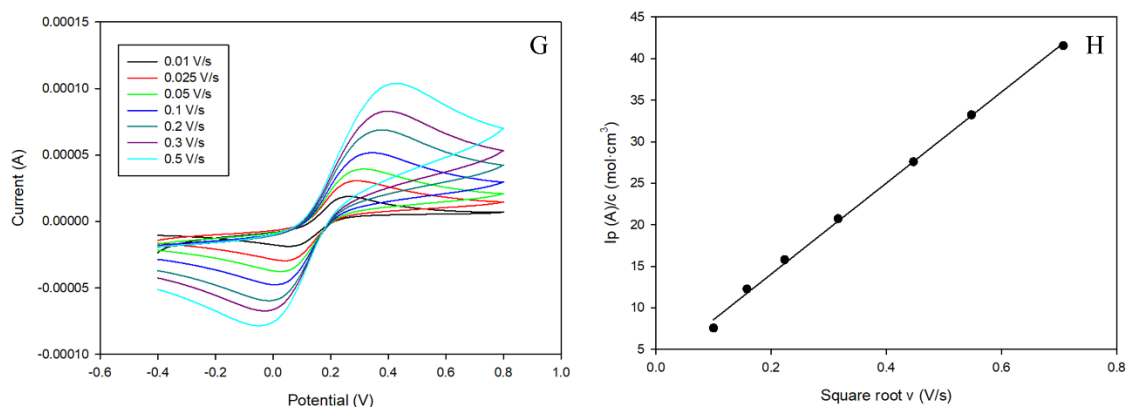 G
0.00015
0.00010
0.00005
0.00000
-0.00005
-0.00010
Current (A)
0.01 V/s
0.025 V/s
0.05 V/s
0.1 V/s
0.2 V/s
0.3 V/s
0.5 V/s
-0.6 -0.4 -0.2 0.0 0.2 0.4 0.6 0.8 1.0
Potential (V)
H
45
40
35
30
25
20
15
10
5
Ip (A)/c (mol·cm³)
0.0 0.2 0.4 0.6 0.8
Square root v (V/s)